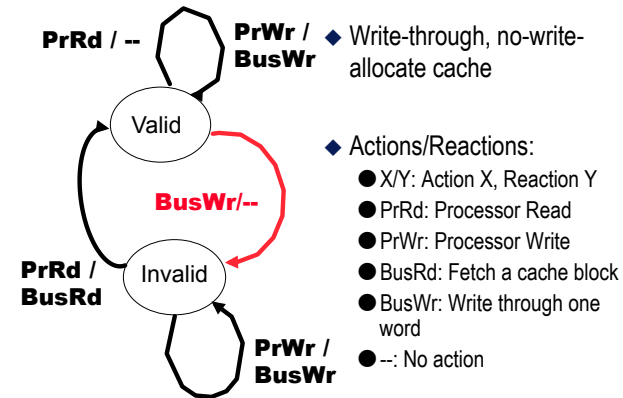 PrRd / --
PrWr /
BusWr
Valid
BusWr/--
PrRd /
BusRd
Invalid
PrWr /
BusWr
◆ Write-through, no-write-
allocate cache
◆ Actions/Reactions:
● X/Y: Action X, Reaction Y
● PrRd: Processor Read
● PrWr: Processor Write
● BusRd: Fetch a cache block
● BusWr: Write through one
word
● --: No action